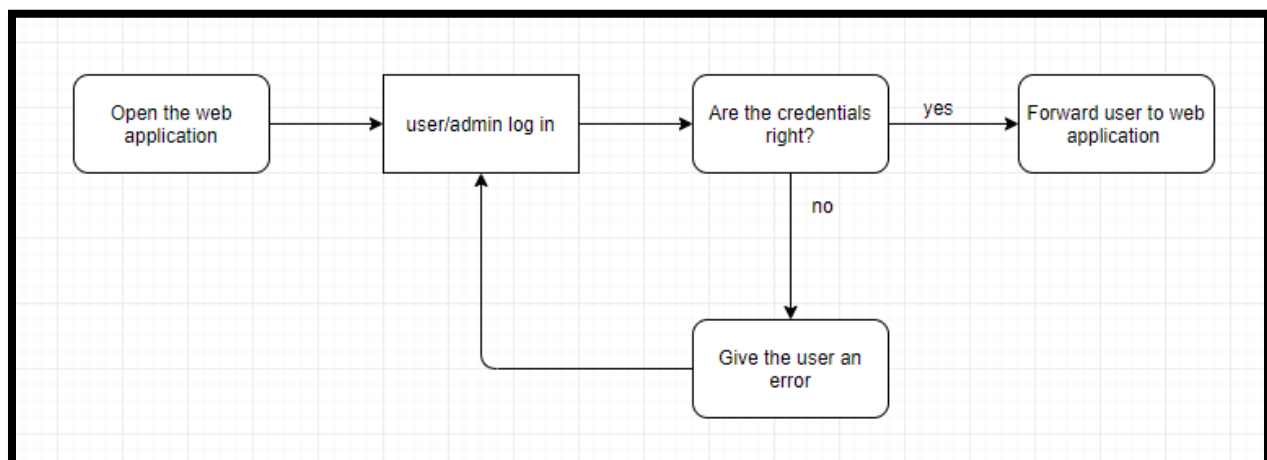 Open the web
application
user/admin log in
Are the credentials
right?
yes
Forward user to web
application
no
Give the user an
error